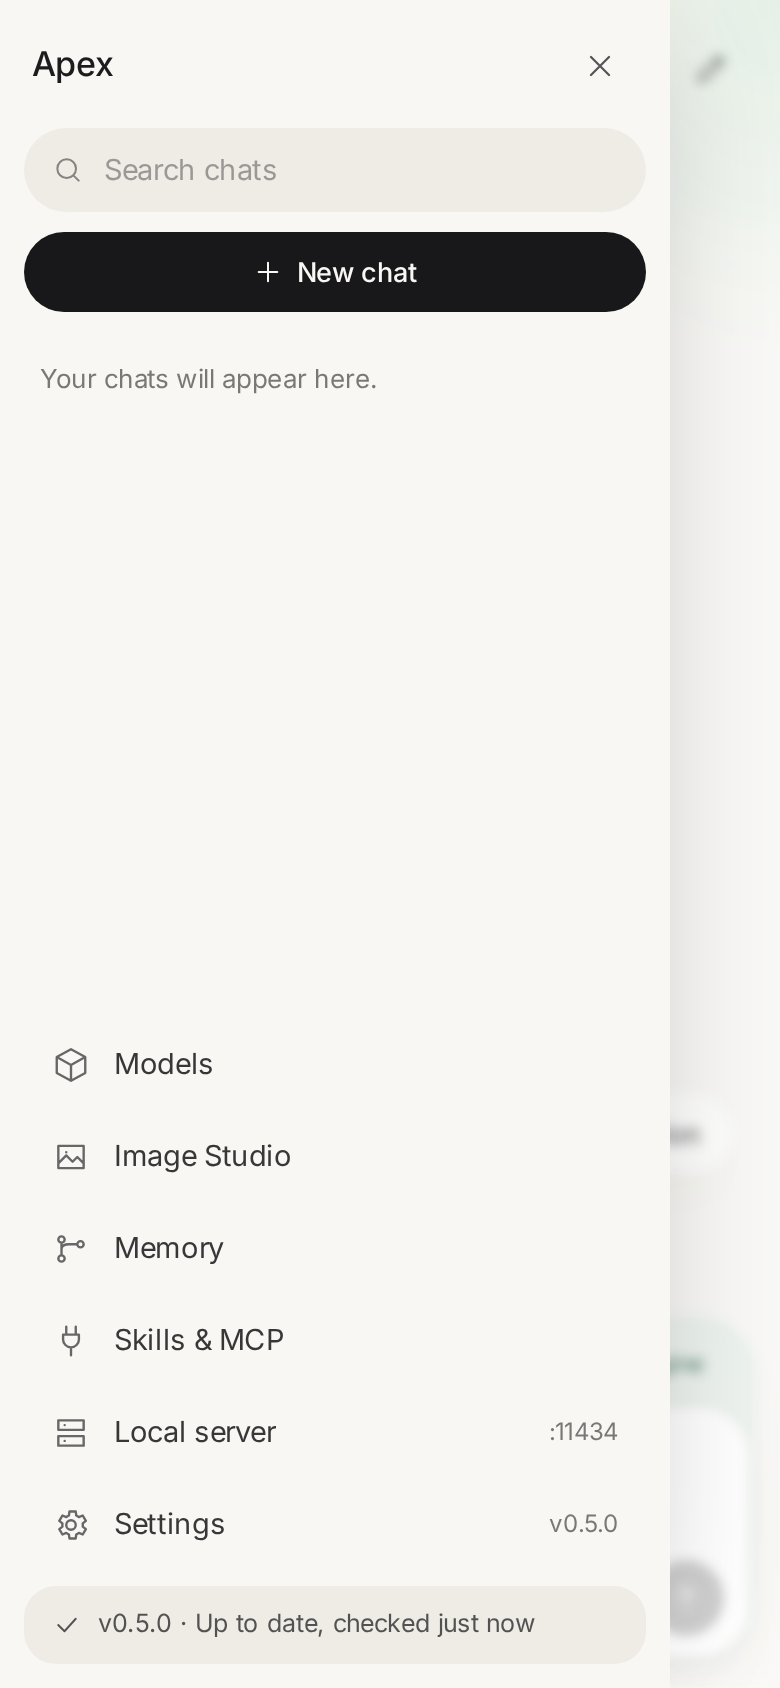 Apex
Search chats
New chat
Your chats will appear here.
Models
Image Studio
Memory
Skills & MCP
Local server :11434
Settings v0.5.0
v0.5.0 · Up to date, checked just now